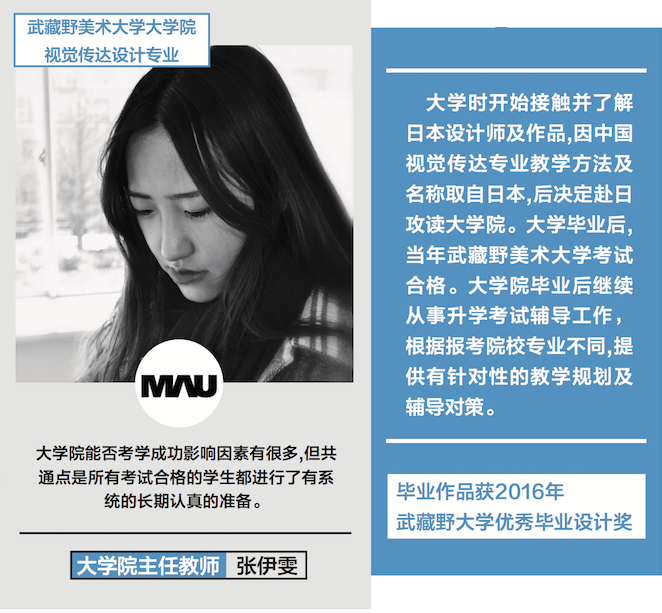 武藏野美术大学大学院
视觉传达设计专业
MAU
大学院能否考学成功影响因素有很多,但共
通点是所有考试合格的学生都进行了有系
统的长期认真的准备。
大学院主任教师 张伊雯
大学时开始接触并了解
日本设计师及作品,因中国
视觉传达专业教学方法及
名称取自日本,后决定赴日
攻读大学院。大学毕业后,
当年武藏野美术大学考试
合格。大学院毕业后继续
从事升学考试辅导工作，
根据报考院校专业不同,提
供有针对性的教学规划及
辅导对策。
毕业作品获2016年
武藏野大学优秀毕业设计奖